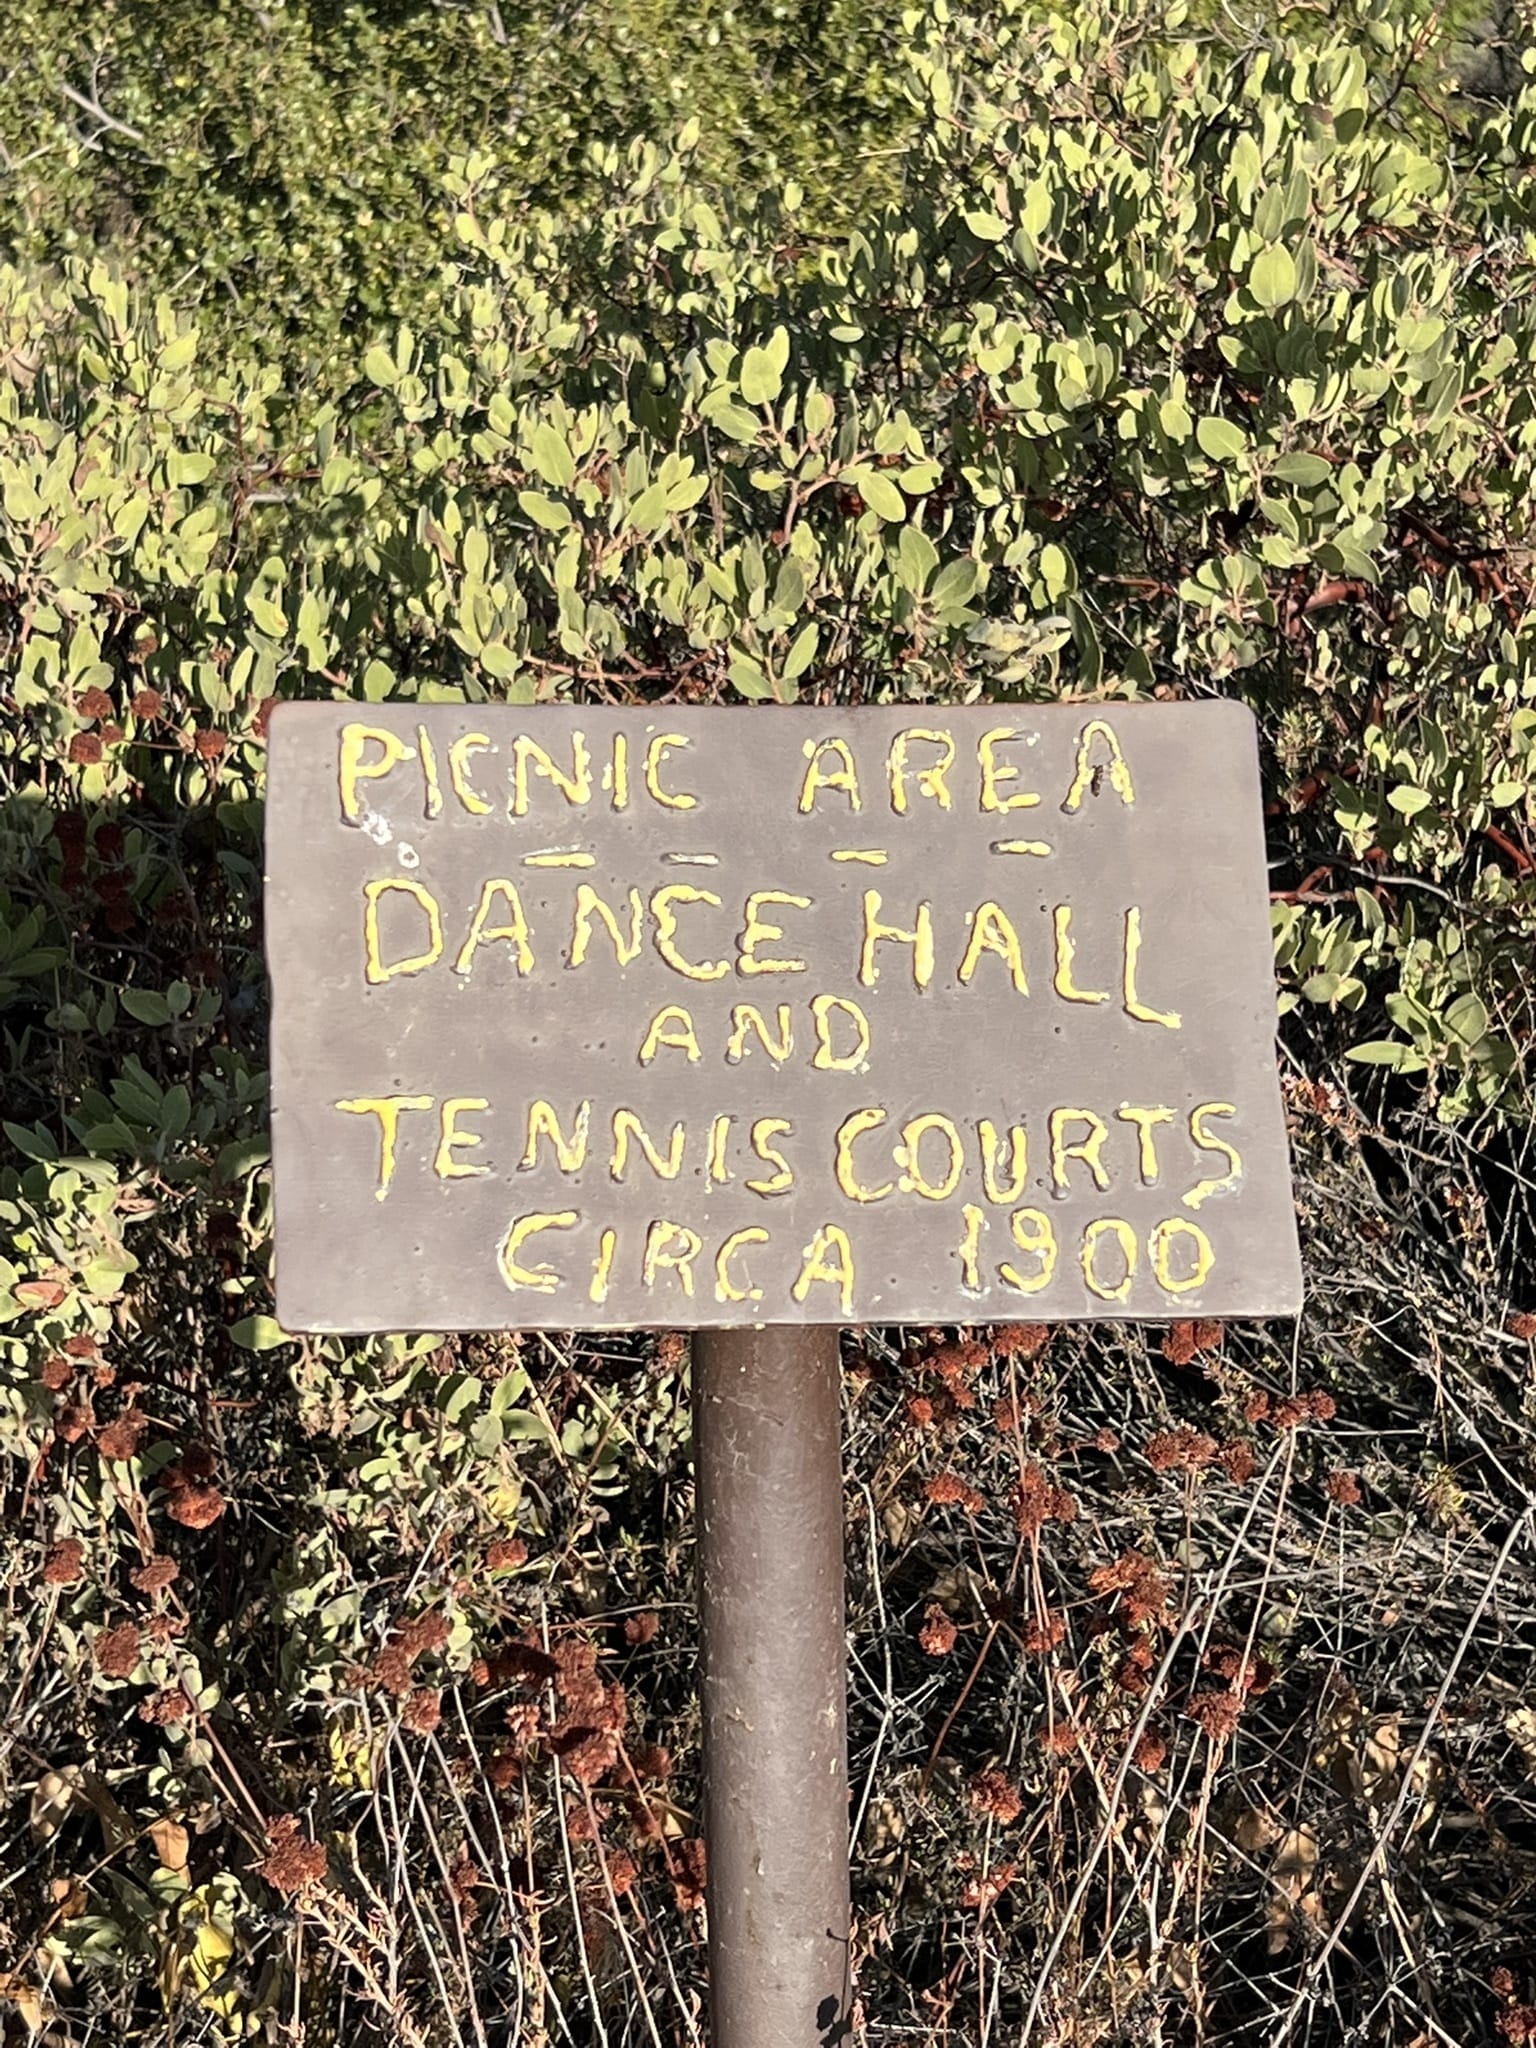 PICNIC AREA
- - - -
DANCE HALL
AND
TENNIS COURTS
CIRCA 1900